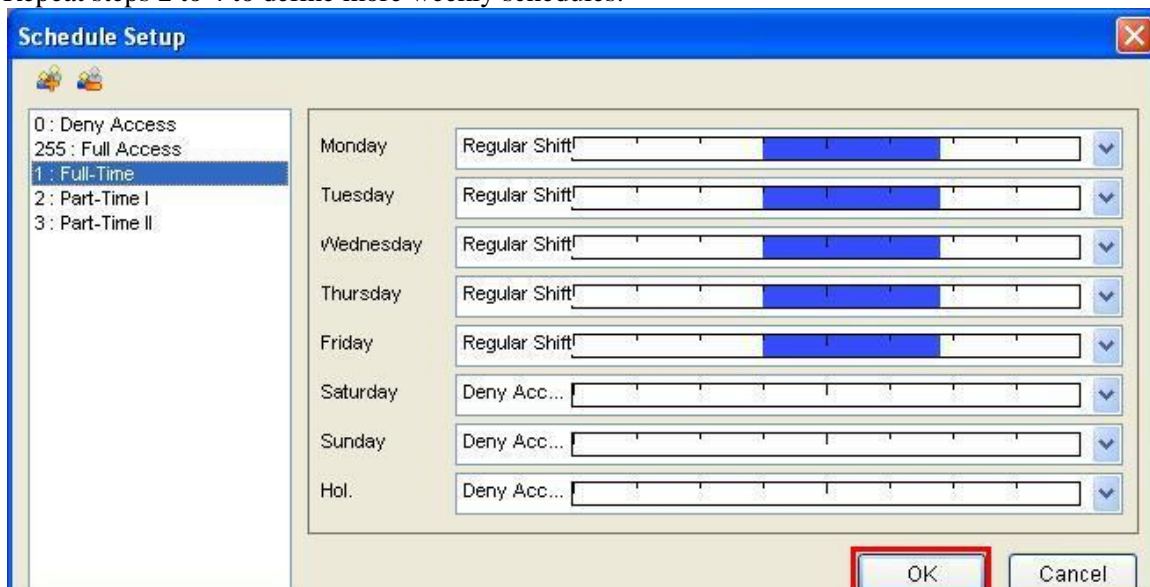 Repeat steps 2 to 4 to define more weekly schedules.
Schedule Setup
0 : Deny Access
255 : Full Access
1 : Full-Time
2 : Part-Time I
3 : Part-Time II
Monday Regular Shift
Tuesday Regular Shift
Wednesday Regular Shift
Thursday Regular Shift
Friday Regular Shift
Saturday Deny Acc...
Sunday Deny Acc...
Hol. Deny Acc...
OK Cancel